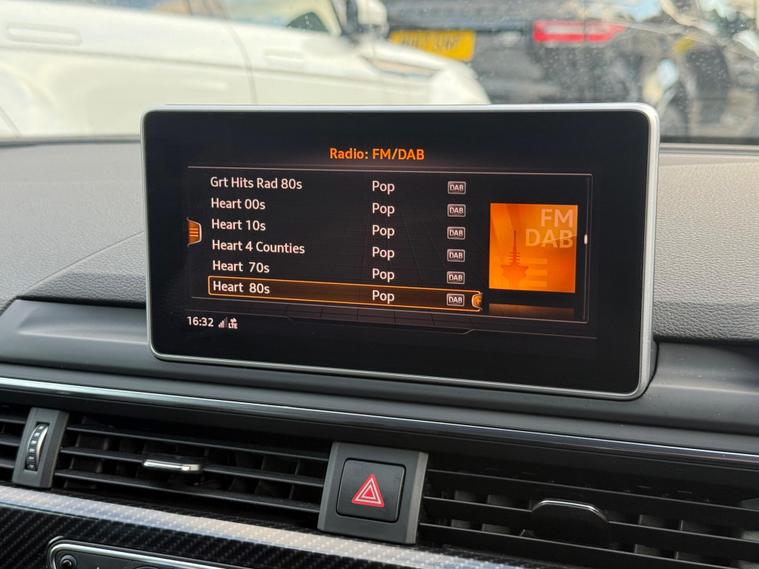 Radio: FM/DAB
Grt Hits Rad 80s Pop DAB
Heart 00s Pop DAB
Heart 10s Pop DAB
Heart 4 Counties Pop DAB
Heart 70s Pop DAB
Heart 80s Pop DAB
FM
DAB
16:32 LTE